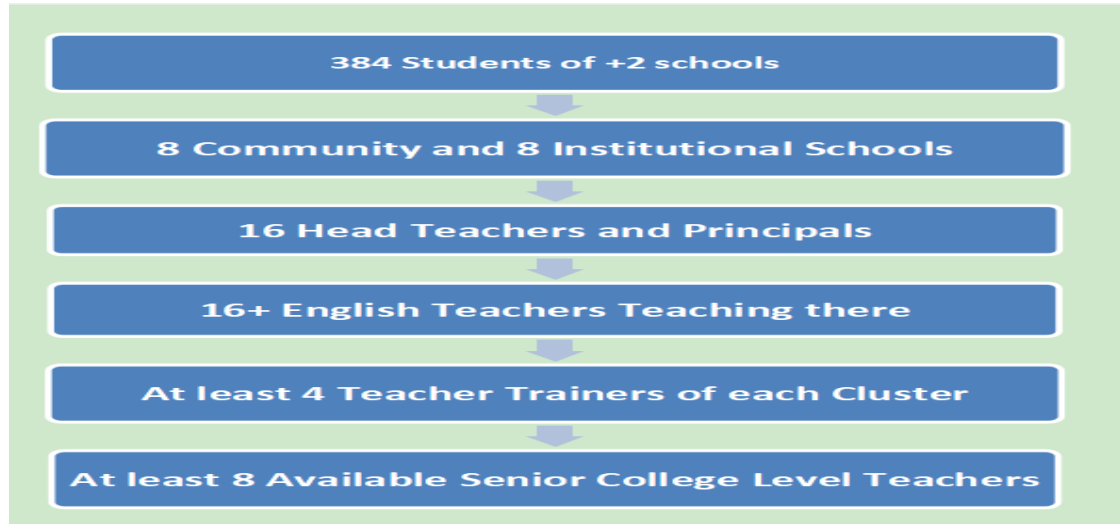 384 Students of +2 schools
8 Community and 8 Institutional Schools
16 Head Teachers and Principals
16+ English Teachers Teaching there
At least 4 Teacher Trainers of each Cluster
At least 8 Available Senior College Level Teachers